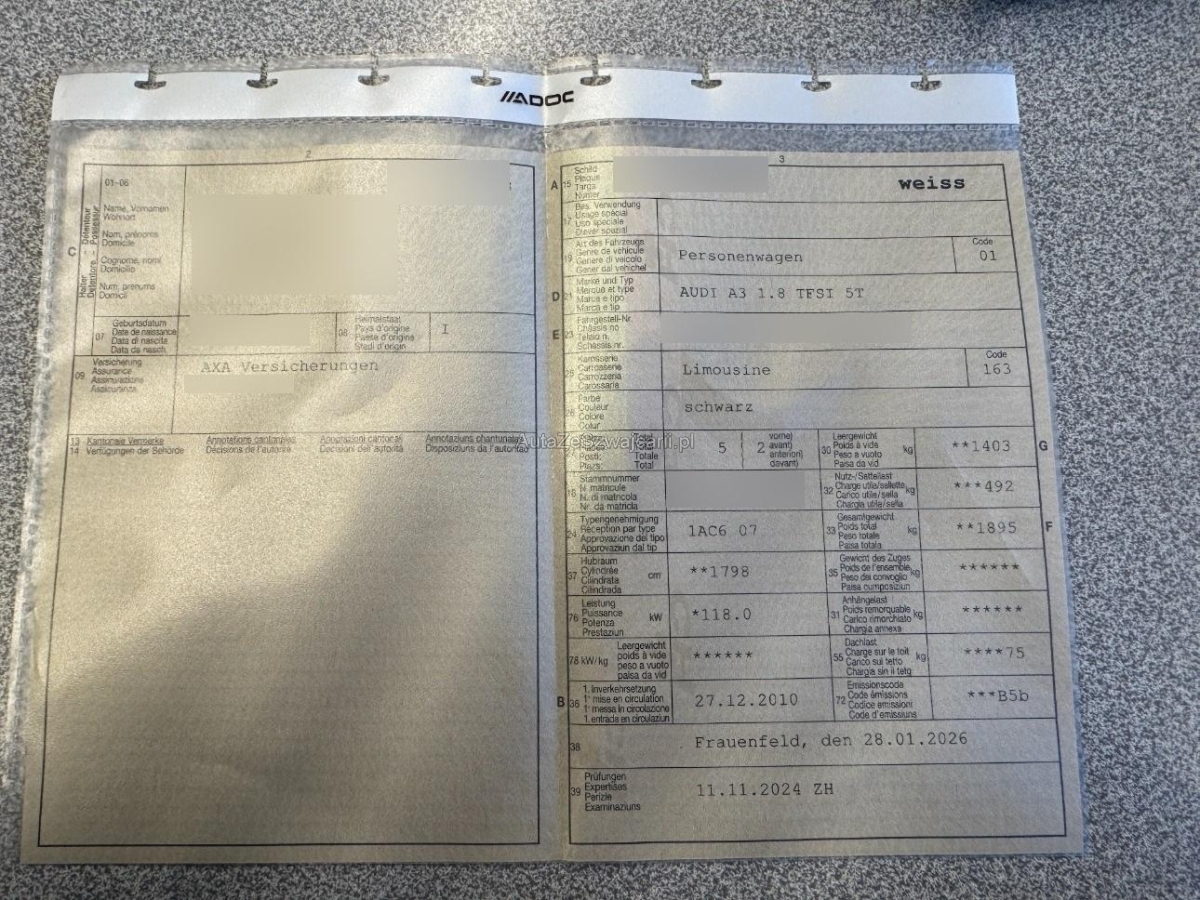 //ADOC
2
01-06
Name, Vornamen
Wohnort
Nom, prénoms
Domicile
Cognome, nomi
Domicilio
Num, prenums
Domicil
C
Halter - Détenteur
Detentore - Possessur
07
Geburtsdatum
Date de naissance
Data di nascita
Data da nasch.
08
Heimatstaat
Pays d'origine
Paese d'origine
Stadi d'origin
I
09
Versicherung
Assurance
Assicurazione
Assicuranza
AXA Versicherungen
13 Kantonale Vermerke
14 Verfügungen der Behörde
Annotations cantonales
Décisions de l'autorité
Annotazioni cantonali
Decisioni dell'autorità
Annotaziuns chantunalas
Disposiziuns da l'autoritad
3
A
15
Schild
Plaque
Targa
Numer
weiss
17
Bes. Verwendung
Usage spécial
Uso speciale
Diever spezial
19
Art des Fahrzeugs
Genre de véhicule
Genere di veicolo
Gener dal vehichel
Personenwagen
Code
01
D
21
Marke und Typ
Marque et type
Marca e tipo
Marca e tip
AUDI A3 1.8 TFSI 5T
E
23
Fahrgestell-Nr.
Châssis no
Telaio n.
Schassis nr.
25
Karosserie
Carrosserie
Carrozzeria
Carossaria
Limousine
Code
163
26
Farbe
Couleur
Colore
Colur
schwarz
27
Total
Totale
Total
5
2
vorne)
avant)
anteriori)
davant)
30
Leergewicht
Poids à vide
Peso a vuoto
Paisa da vid
kg
**1403
G
18
Stammnummer
N. matricule
N. di matricola
Nr. da matricla
32
Nutz-/Sattellast
Charge utile/sellette
Carico utile/sella
Chargia utila/sella
kg
***492
24
Typengenehmigung
Réception par type
Approvazione del tipo
Approvaziun dal tip
1AC6 07
33
Gesamtgewicht
Poids total
Peso totale
Paisa totala
kg
**1895
F
37
Hubraum
Cylindrée
Cilindrata
Cilindrada
cm
**1798
35
Gewicht des Zuges
Poids de l'ensemble
Peso del convoglio
Paisa cumposiziun
kg
******
76
Leistung
Puissance
Potenza
Prestaziun
kW
*118.0
31
Anhängelast
Poids remorquable
Carico rimorchiato
Chargia annexa
kg
******
78 kW/kg
Leergewicht
poids à vide
peso a vuoto
paisa da vid
******
55
Dachlast
Charge sur le toit
Carico sul tetto
Chargia sin il tetg
kg
****75
B
36
1. Inverkehrsetzung
1re mise en circulation
1a messa in circolazione
1. entrada en circulaziun
27.12.2010
72
Emissionscode
Code émissions
Codice emissioni
Code d'emissiuns
***B5b
38
Frauenfeld, den 28.01.2026
39
Prüfungen
Expertises
Perizie
Examinaziuns
11.11.2024 ZH
AutaZeSzwajcarii.pl